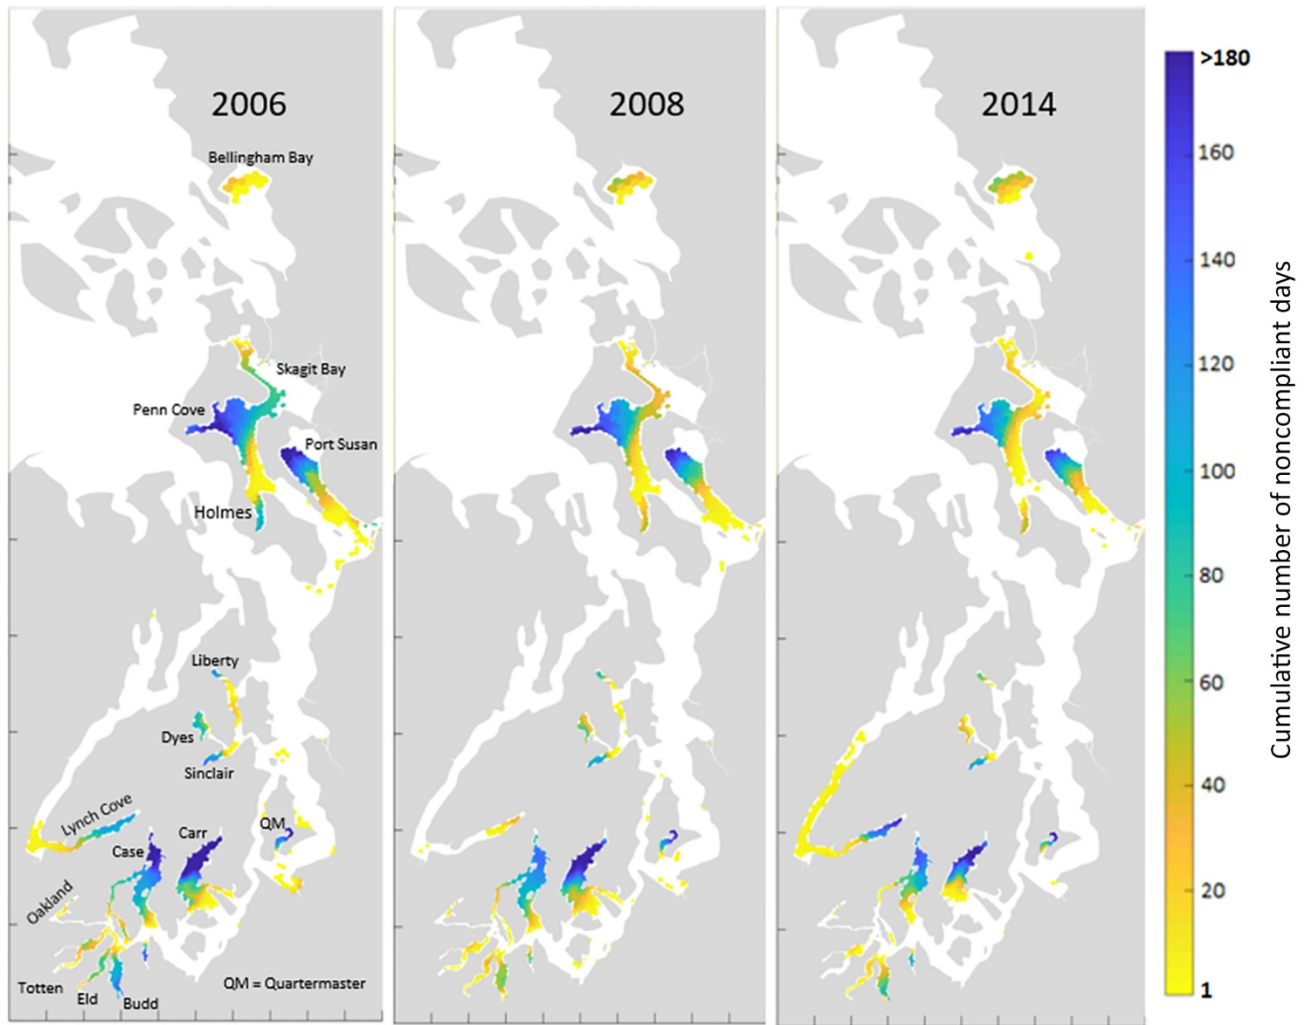 2006
2008
2014
Bellingham Bay
Skagit Bay
Penn Cove
Port Susan
Holmes
Liberty
Dyes
Sinclair
Lynch Cove
Carr
QM
Case
Oakland
Totten
Eld
Budd
QM = Quartermaster
>180
160
140
120
100
80
60
40
20
1
Cumulative number of noncompliant days